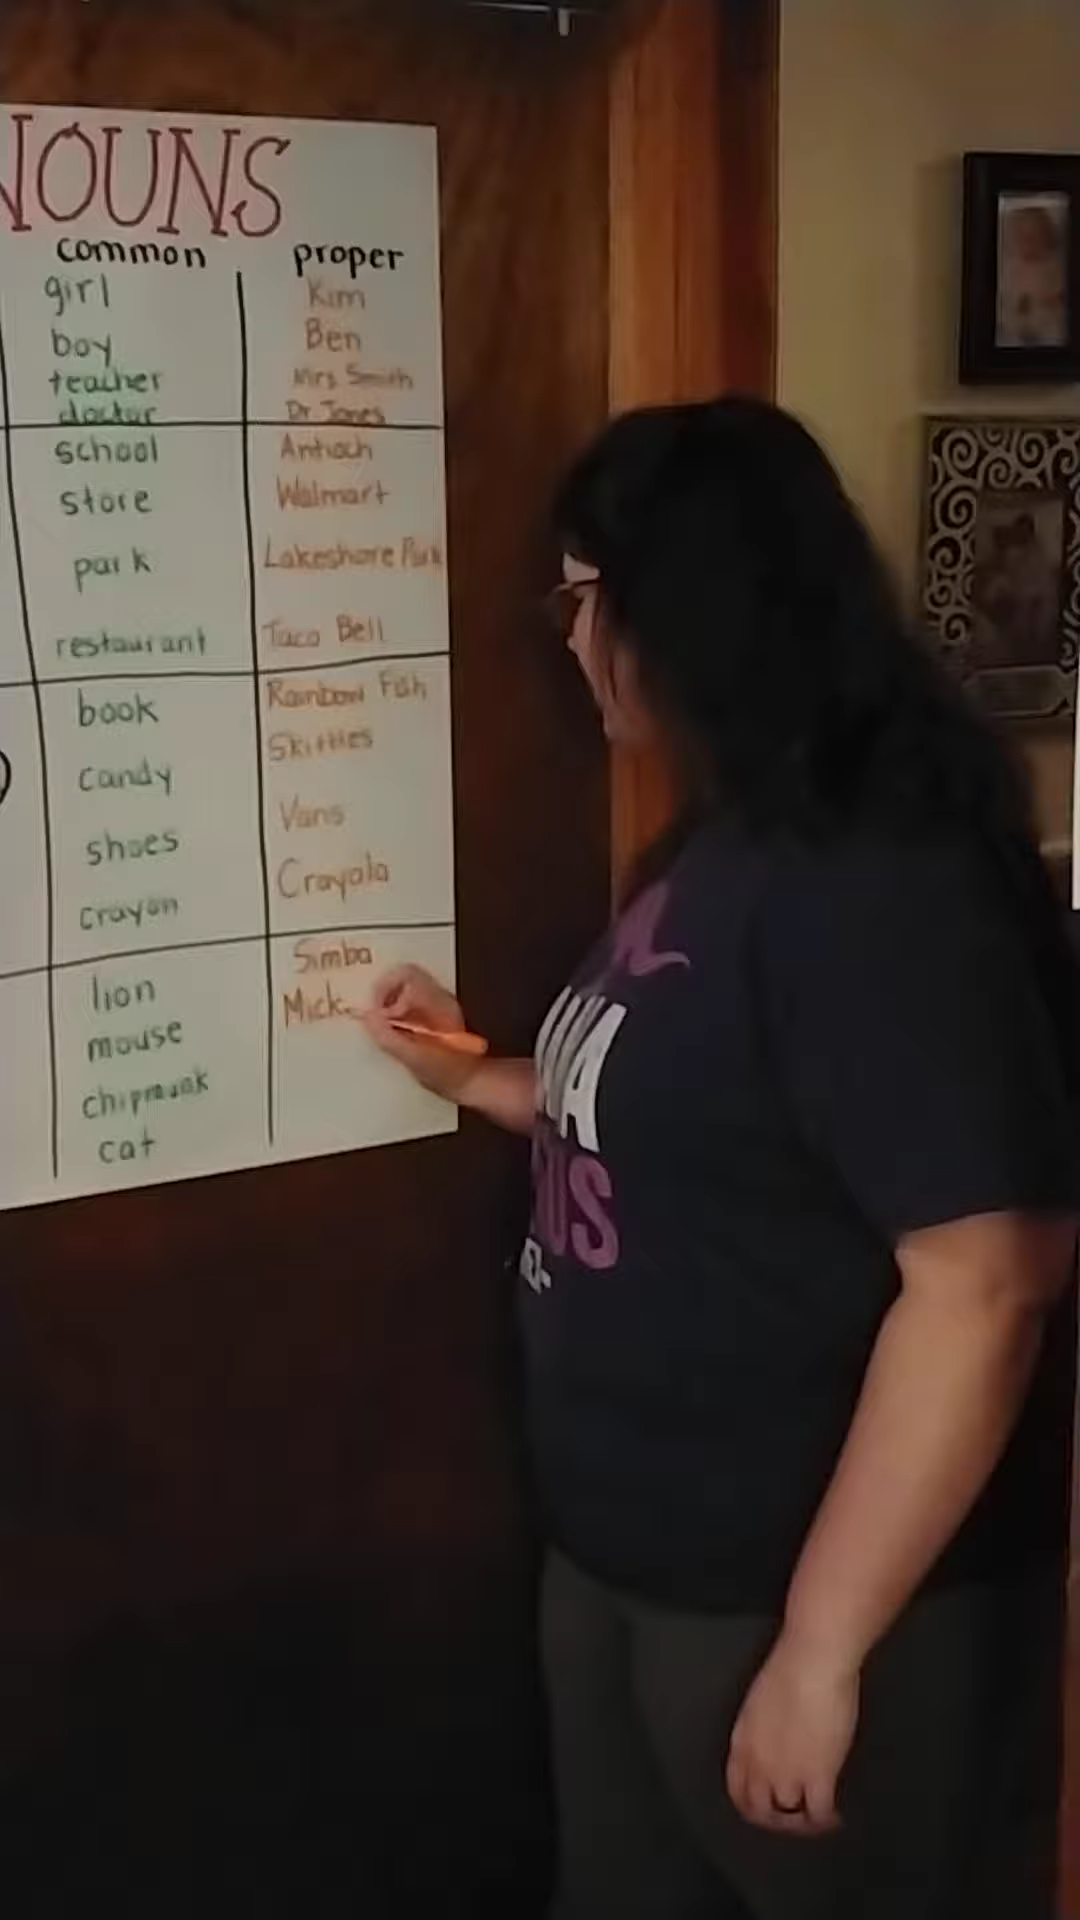 NOUNS
common proper
girl Kim
boy Ben
teacher Mrs Smith
doctor Dr Jones
school Antioch
store Walmart
park Lakeshore Park
restaurant Taco Bell
book Rainbow Fish
candy Skittles
shoes Vans
crayon Crayola
lion Simba
mouse Mick
chipmunk
cat